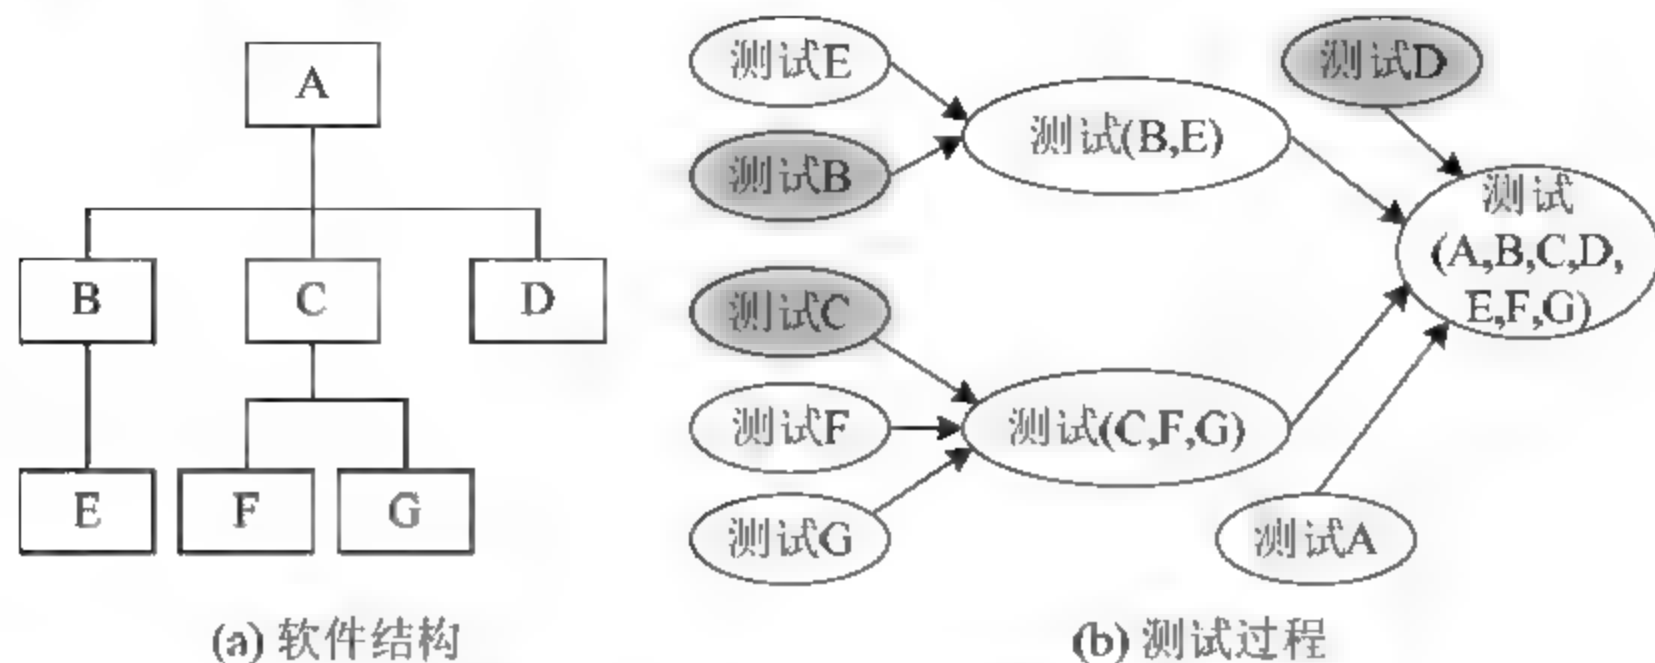 A
B
C
D
E
F
G
(a) 软件结构
测试E
测试B
测试C
测试F
测试G
测试(B,E)
测试(C,F,G)
测试D
测试
(A,B,C,D,
E,F,G)
测试A
(b) 测试过程